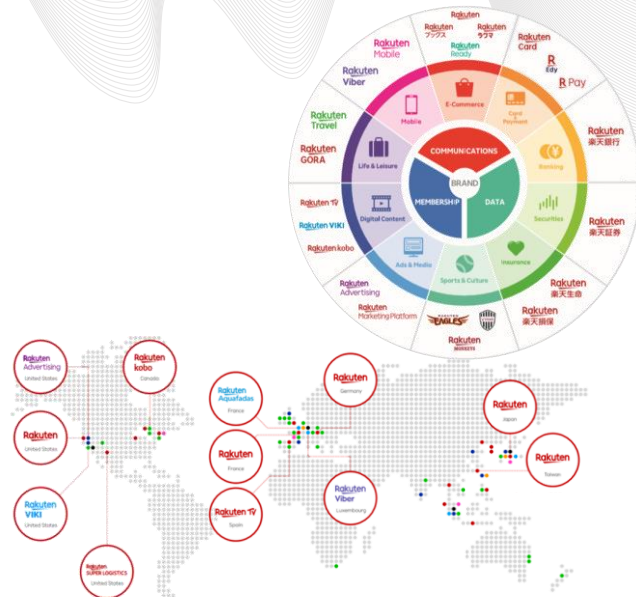 Rakuten
Rakuten
ブックス
Rakuten
ラクマ
Rakuten
Ready
Rakuten
Card
R
Edy
R Pay
Rakuten
Mobile
Rakuten
Viber
Rakuten
Travel
Rakuten
GORA
Rakuten TV
Rakuten VIKI
Rakuten kobo
Rakuten
Advertising
Rakuten
Marketing Platform
EAGLES
Rakuten
Rakuten
楽天銀行
Rakuten
楽天証券
Rakuten
楽天生命
Rakuten
楽天損保
Mobile
E-Commerce
Card
Payment
Life & Leisure
Banking
Digital Content
Securities
Ads & Media
Sports & Culture
Insurance
COMMUNICATIONS
BRAND
MEMBERSHIP
DATA
Rakuten
Advertising
United States
Rakuten
kobo
Canada
Rakuten
United States
Rakuten
VIKI
United States
Rakuten
SUPER LOGISTICS
United States
Rakuten
Aquafadas
France
Rakuten
Germany
Rakuten
France
Rakuten TV
Spain
Rakuten
Viber
Luxembourg
Rakuten
Japan
Rakuten
Taiwan